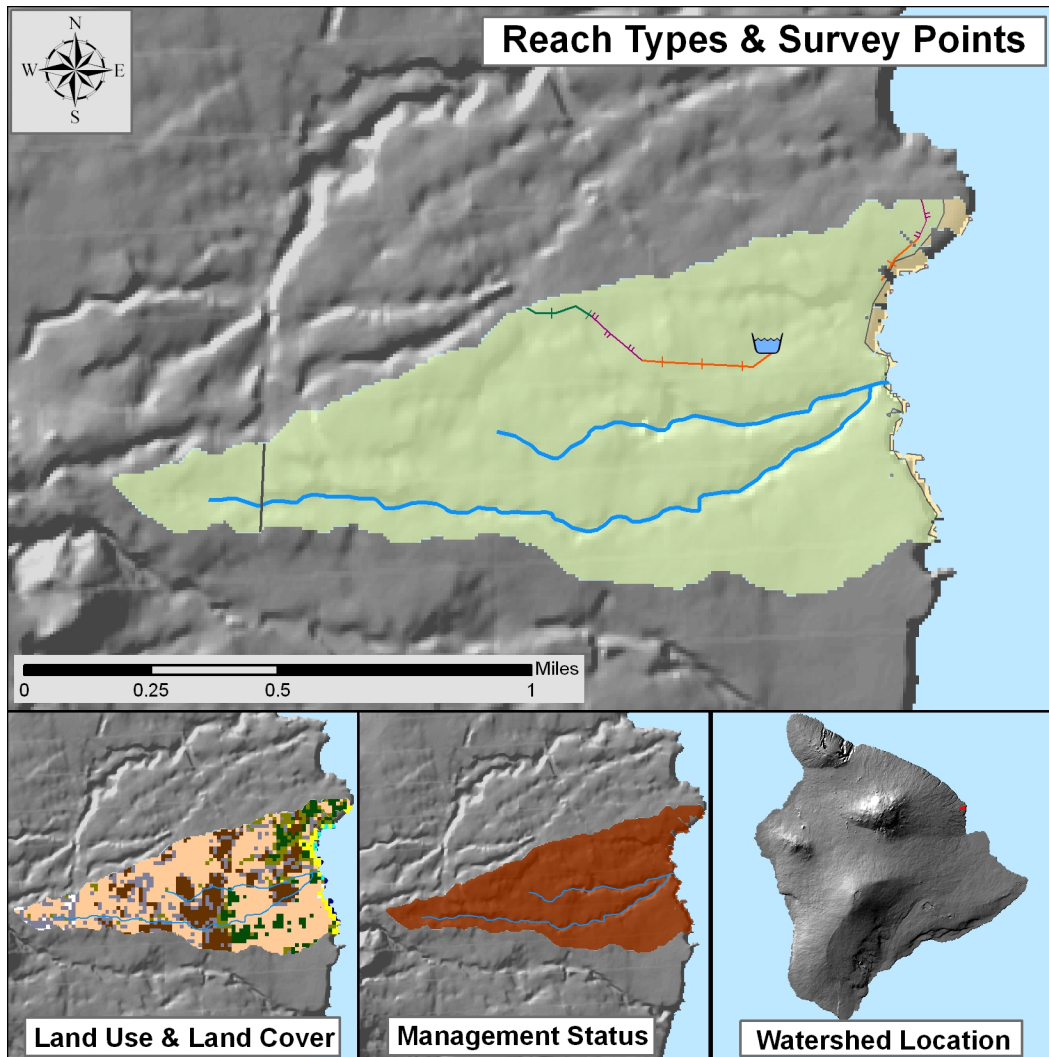 Reach Types & Survey Points
N
W E
S
Miles
0 0.25 0.5 1
Land Use & Land Cover
Management Status
Watershed Location